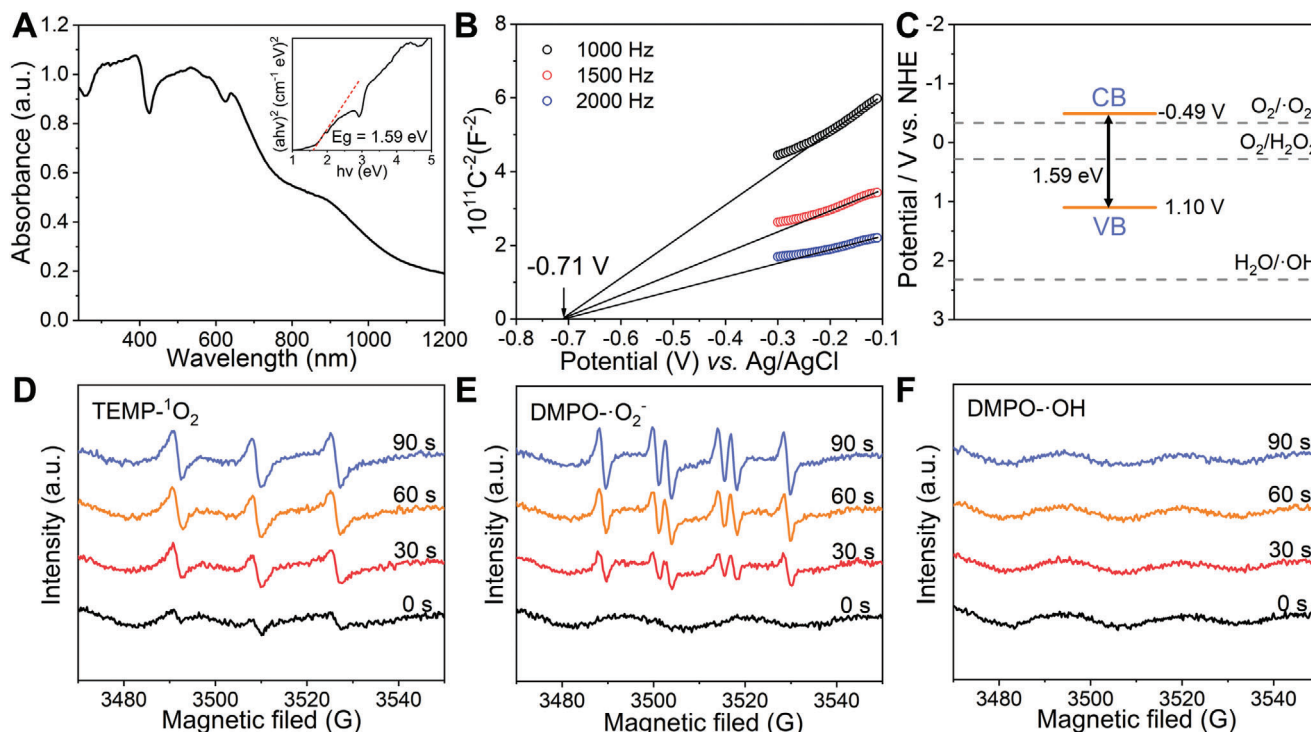 A
Absorbance (a.u.)
1.2
1.0
0.8
0.6
0.4
0.2
0.0
400 600 800 1000 1200
Wavelength (nm)
(ahv)² (cm⁻¹ eV)²
Eg = 1.59 eV
1 2 3 4 5
hv (eV)
B
10¹¹C⁻²(F⁻²)
8
6
4
2
0
1000 Hz
1500 Hz
2000 Hz
-0.71 V
-0.8 -0.7 -0.6 -0.5 -0.4 -0.3 -0.2 -0.1
Potential (V) vs. Ag/AgCl
C
Potential / V vs. NHE
-2
-1
0
1
2
3
CB
-0.49 V
O₂/·O₂
O₂/H₂O₂
1.59 eV
1.10 V
VB
H₂O/·OH
D
TEMP-¹O₂
90 s
60 s
30 s
0 s
Intensity (a.u.)
3480 3500 3520 3540
Magnetic filed (G)
E
DMPO-·O₂⁻
90 s
60 s
30 s
0 s
Intensity (a.u.)
3480 3500 3520 3540
Magnetic filed (G)
F
DMPO-·OH
90 s
60 s
30 s
0 s
Intensity (a.u.)
3480 3500 3520 3540
Magnetic filed (G)